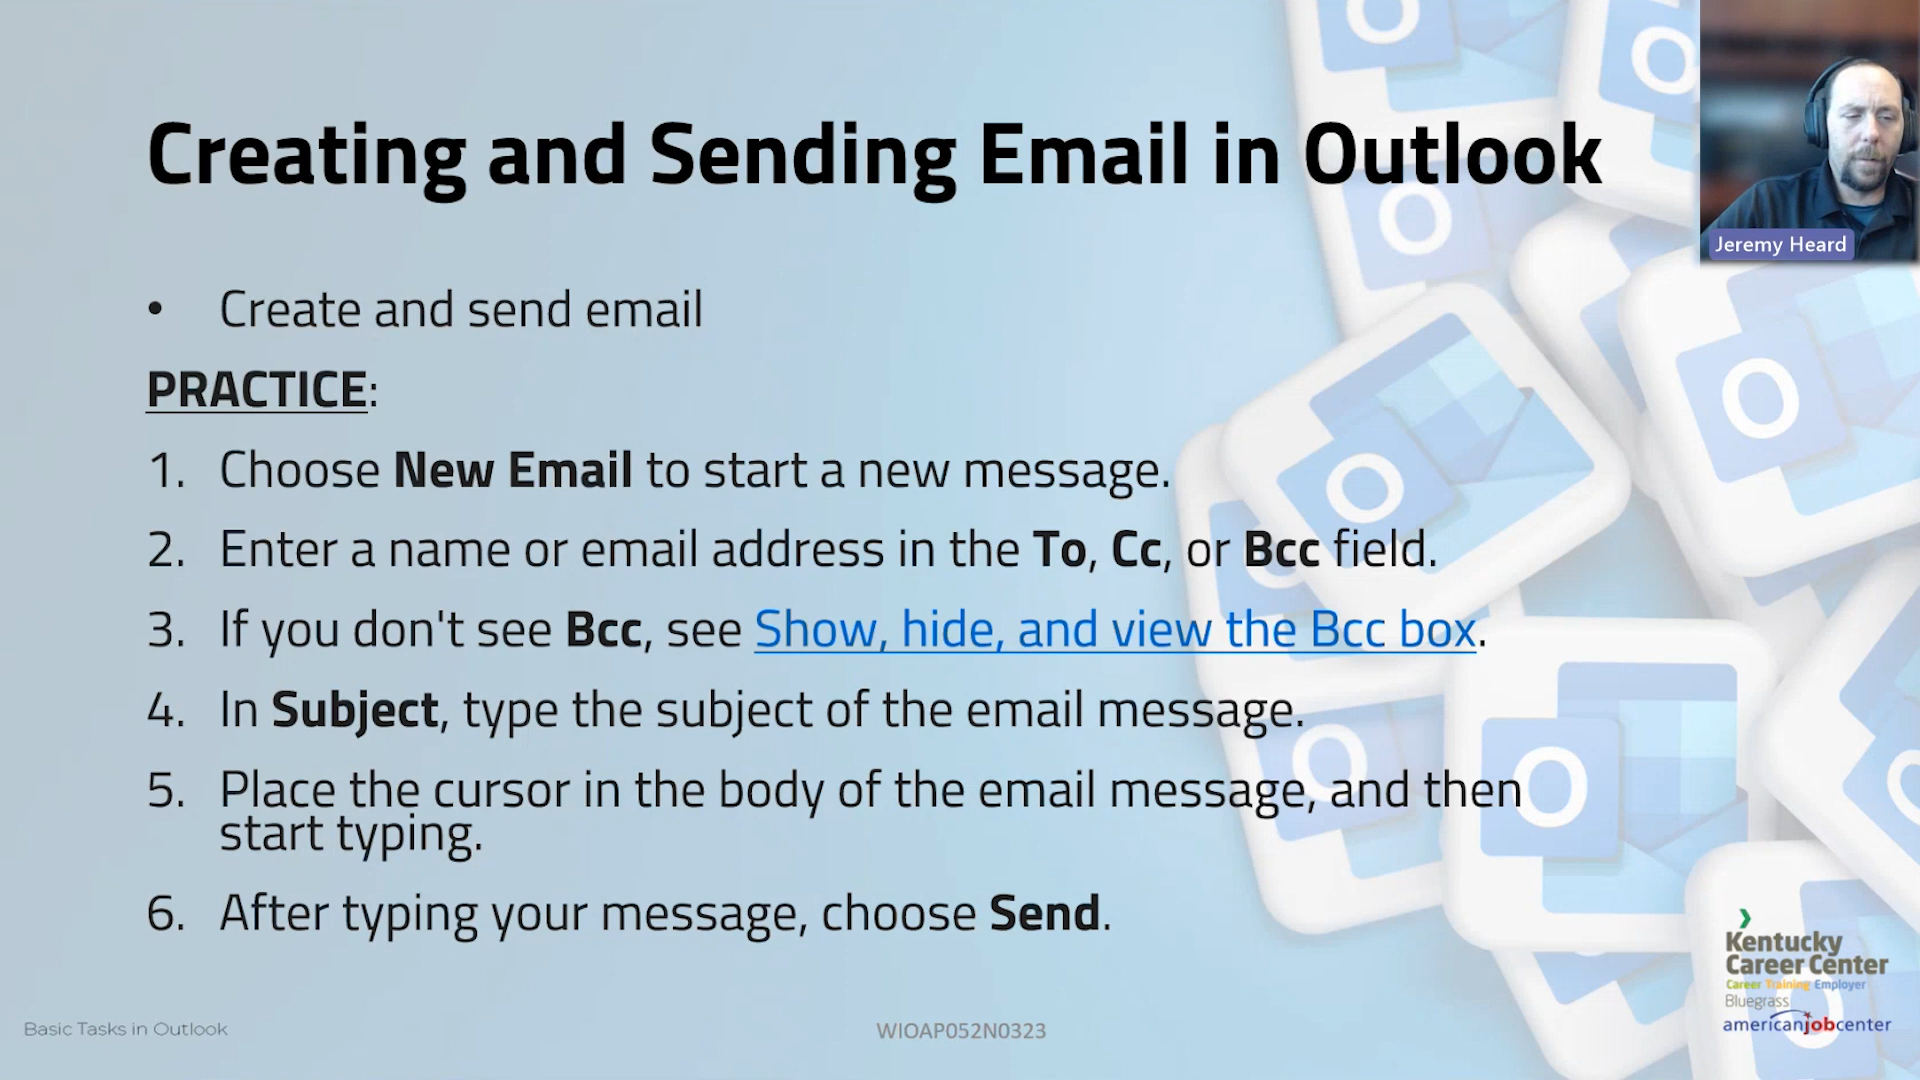 Creating and Sending Email in Outlook
Jeremy Heard
• Create and send email
PRACTICE:
1. Choose New Email to start a new message.
2. Enter a name or email address in the To, Cc, or Bcc field.
3. If you don't see Bcc, see Show, hide, and view the Bcc box.
4. In Subject, type the subject of the email message.
5. Place the cursor in the body of the email message, and then
start typing.
6. After typing your message, choose Send.
Kentucky
Career Center
Career Training Employer
Bluegrass
americanjobcenter
Basic Tasks in Outlook
WIOAP052N0323